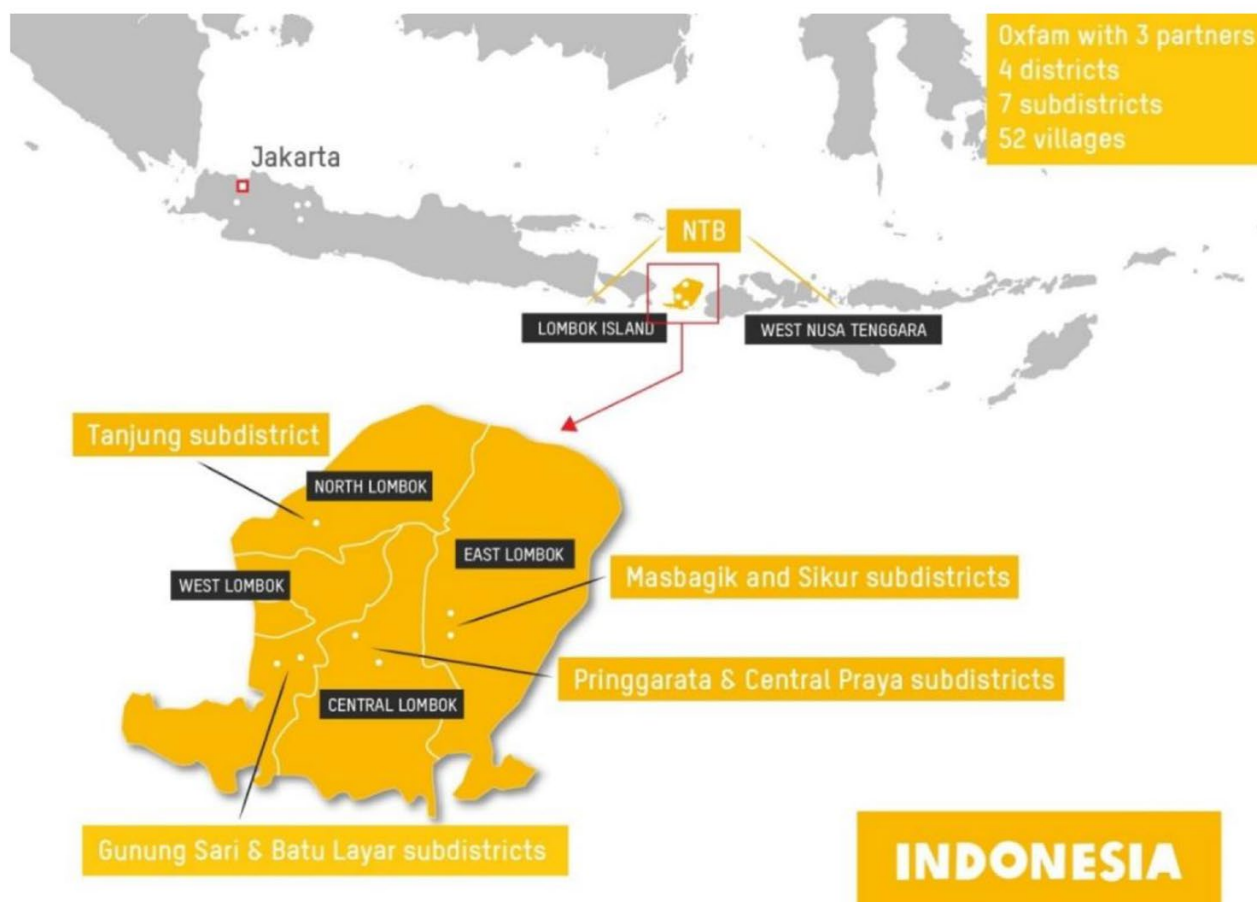 Oxfam with 3 partners
4 districts
7 subdistricts
52 villages
Jakarta
NTB
LOMBOK ISLAND
WEST NUSA TENGGARA
Tanjung subdistrict
NORTH LOMBOK
EAST LOMBOK
WEST LOMBOK
Masbagik and Sikur subdistricts
Pringgarata & Central Praya subdistricts
CENTRAL LOMBOK
Gunung Sari & Batu Layar subdistricts
INDONESIA